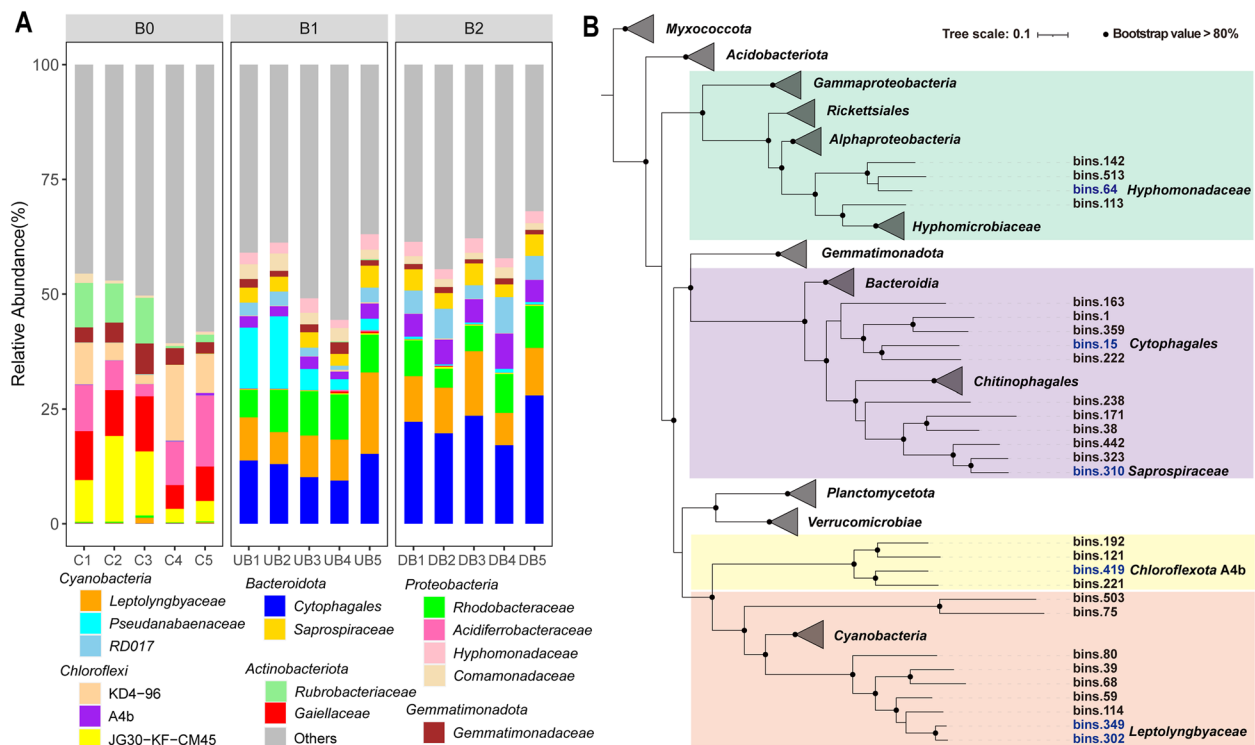 A
B0 B1 B2
Relative Abundance(%)
100
75
50
25
0
C1 C2 C3 C4 C5 UB1 UB2 UB3 UB4 UB5 DB1 DB2 DB3 DB4 DB5
Cyanobacteria
Leptolyngbyaceae
Pseudanabaenaceae
RD017
Chloroflexi
KD4−96
A4b
JG30−KF−CM45
Bacteroidota
Cytophagales
Saprospiraceae
Actinobacteriota
Rubrobacteriaceae
Gaiellaceae
Others
Proteobacteria
Rhodobacteraceae
Acidiferrobacteraceae
Hyphomonadaceae
Comamonadaceae
Gemmatimonadota
Gemmatimonadaceae
B
Tree scale: 0.1
Bootstrap value > 80%
Myxococcota
Acidobacteriota
Gammaproteobacteria
Rickettsiales
Alphaproteobacteria
bins.142
bins.513
bins.64 Hyphomonadaceae
bins.113
Hyphomicrobiaceae
Gemmatimonadota
Bacteroidia
bins.163
bins.1
bins.359
bins.15 Cytophagales
bins.222
Chitinophagales
bins.238
bins.171
bins.38
bins.442
bins.323
bins.310 Saprospiraceae
Planctomycetota
Verrucomicrobiae
bins.192
bins.121
bins.419 Chloroflexota A4b
bins.221
bins.503
bins.75
Cyanobacteria
bins.80
bins.39
bins.68
bins.59
bins.114
bins.349
bins.302 Leptolyngbyaceae